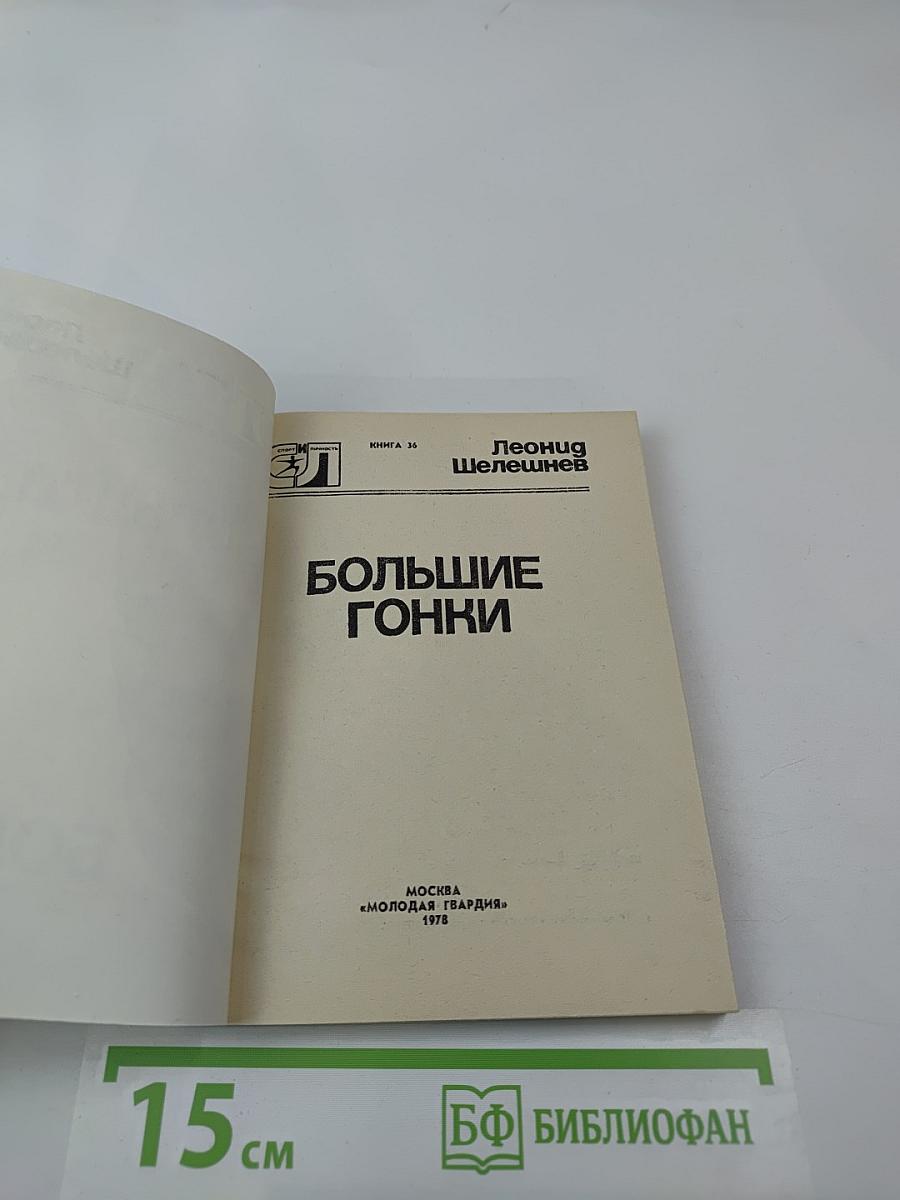 СПОРТ И ЛИЧНОСТЬ
КНИГА 36
Леонид
Шелешнев
БОЛЬШИЕ
ГОНКИ
МОСКВА
«МОЛОДАЯ ГВАРДИЯ»
1978
15 см
БФ БИБЛИОФАН